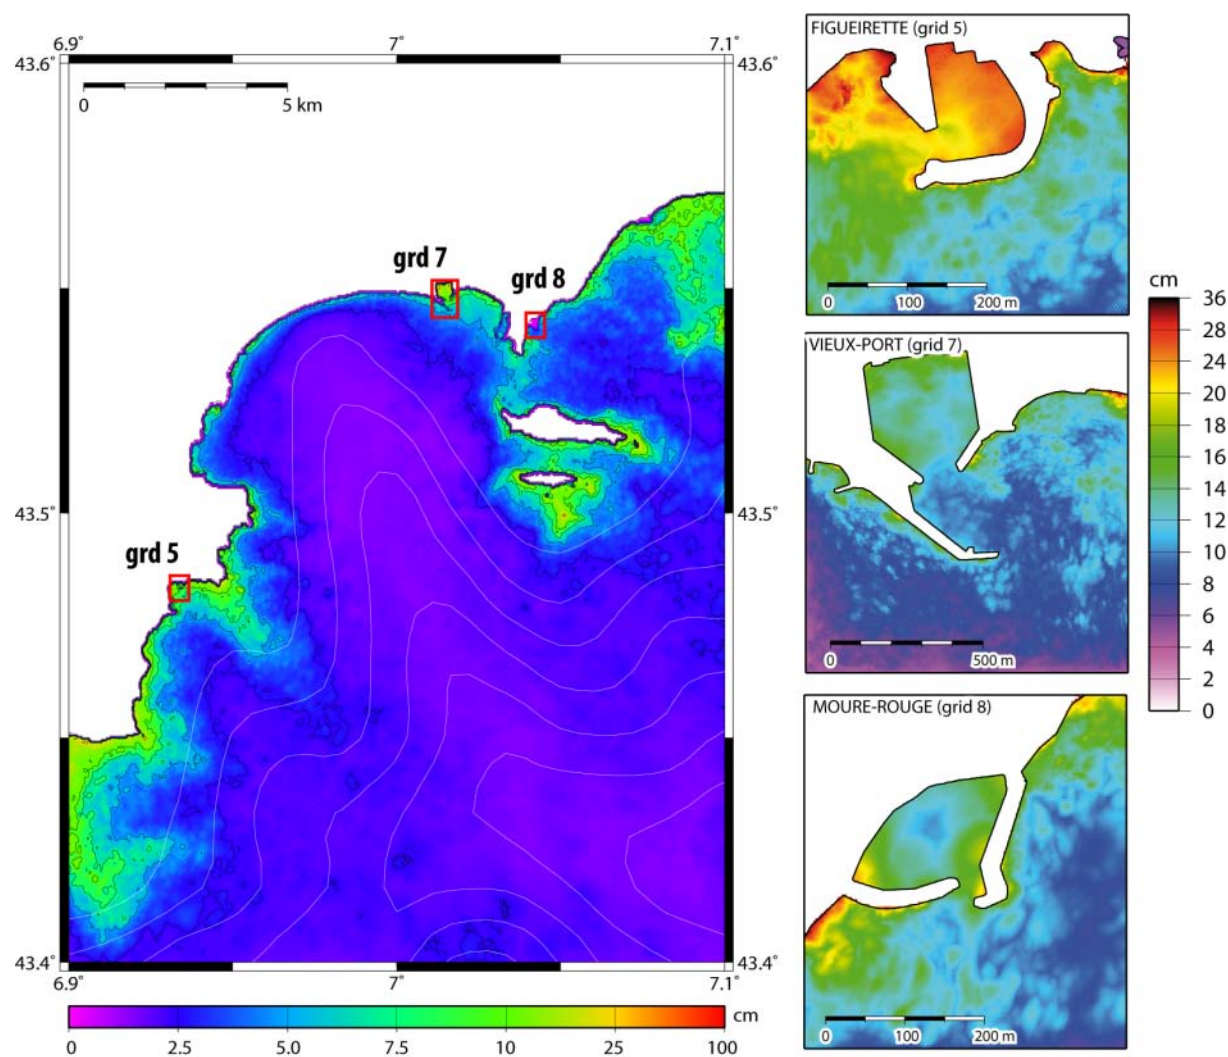 6.9° 7° 7.1°
43.6° 43.6°
0 5 km
grd 7
grd 8
43.5° 43.5°
grd 5
43.4° 43.4°
6.9° 7° 7.1°
cm
0 2.5 5.0 7.5 10 25 100
FIGUEIRETTE (grid 5)
0 100 200 m
VIEUX-PORT (grid 7)
0 500 m
MOURE-ROUGE (grid 8)
0 100 200 m
cm
36
28
26
24
20
18
16
14
12
10
8
6
4
2
0